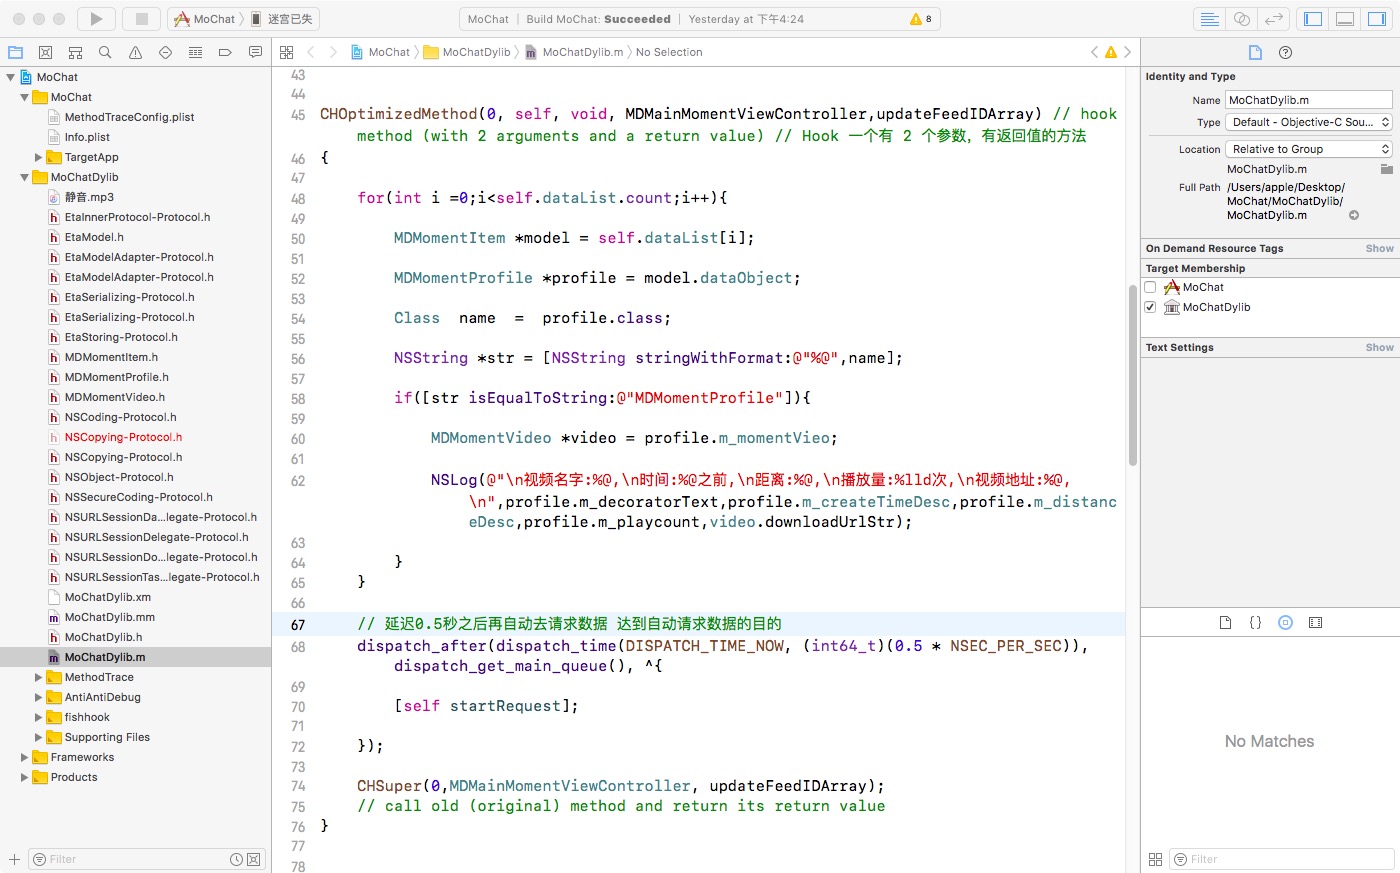 MoChat 〉 迷宫已失
MoChat | Build MoChat: Succeeded | Yesterday at 下午4:24
8
MoChat 〉 MoChatDylib 〉 MoChatDylib.m 〉 No Selection
MoChat
MoChat
MethodTraceConfig.plist
Info.plist
TargetApp
MoChatDylib
静音.mp3
EtaInnerProtocol-Protocol.h
EtaModel.h
EtaModelAdapter-Protocol.h
EtaModelAdapter-Protocol.h
EtaSerializing-Protocol.h
EtaSerializing-Protocol.h
EtaStoring-Protocol.h
MDMomentItem.h
MDMomentProfile.h
MDMomentVideo.h
NSCoding-Protocol.h
NSCopying-Protocol.h
NSCopying-Protocol.h
NSObject-Protocol.h
NSSecureCoding-Protocol.h
NSURLSessionDa...legate-Protocol.h
NSURLSessionDelegate-Protocol.h
NSURLSessionDo...legate-Protocol.h
NSURLSessionTas...legate-Protocol.h
MoChatDylib.xm
MoChatDylib.mm
MoChatDylib.h
MoChatDylib.m
MethodTrace
AntiAntiDebug
fishhook
Supporting Files
Frameworks
Products
Filter
43
44
45 CHOptimizedMethod(0, self, void, MDMainMomentViewController,updateFeedIDArray) // hook
method (with 2 arguments and a return value) // Hook 一个有 2 个参数，有返回值的方法
46 {
47
48 for(int i =0;i<self.dataList.count;i++){
49
50 MDMomentItem *model = self.dataList[i];
51
52 MDMomentProfile *profile = model.dataObject;
53
54 Class  name  =  profile.class;
55
56 NSString *str = [NSString stringWithFormat:@"%@",name];
57
58 if([str isEqualToString:@"MDMomentProfile"]){
59
60 MDMomentVideo *video = profile.m_momentVieo;
61
62 NSLog(@"\n视频名字:%@,\n时间:%@之前,\n距离:%@,\n播放量:%lld次,\n视频地址:%@,
\n",profile.m_decoratorText,profile.m_createTimeDesc,profile.m_distanc
eDesc,profile.m_playcount,video.downloadUrlStr);
63
64 }
65 }
66
67 // 延迟0.5秒之后再自动去请求数据 达到自动请求数据的目的
68 dispatch_after(dispatch_time(DISPATCH_TIME_NOW, (int64_t)(0.5 * NSEC_PER_SEC)),
dispatch_get_main_queue(), ^{
69
70 [self startRequest];
71
72 });
73
74 CHSuper(0,MDMainMomentViewController, updateFeedIDArray);
75 // call old (original) method and return its return value
76 }
77
78
Identity and Type
Name MoChatDylib.m
Type Default - Objective-C Sou...
Location Relative to Group
MoChatDylib.m
Full Path /Users/apple/Desktop/
MoChat/MoChatDylib/
MoChatDylib.m
On Demand Resource Tags Show
Target Membership
MoChat
MoChatDylib
Text Settings Show
No Matches
Filter